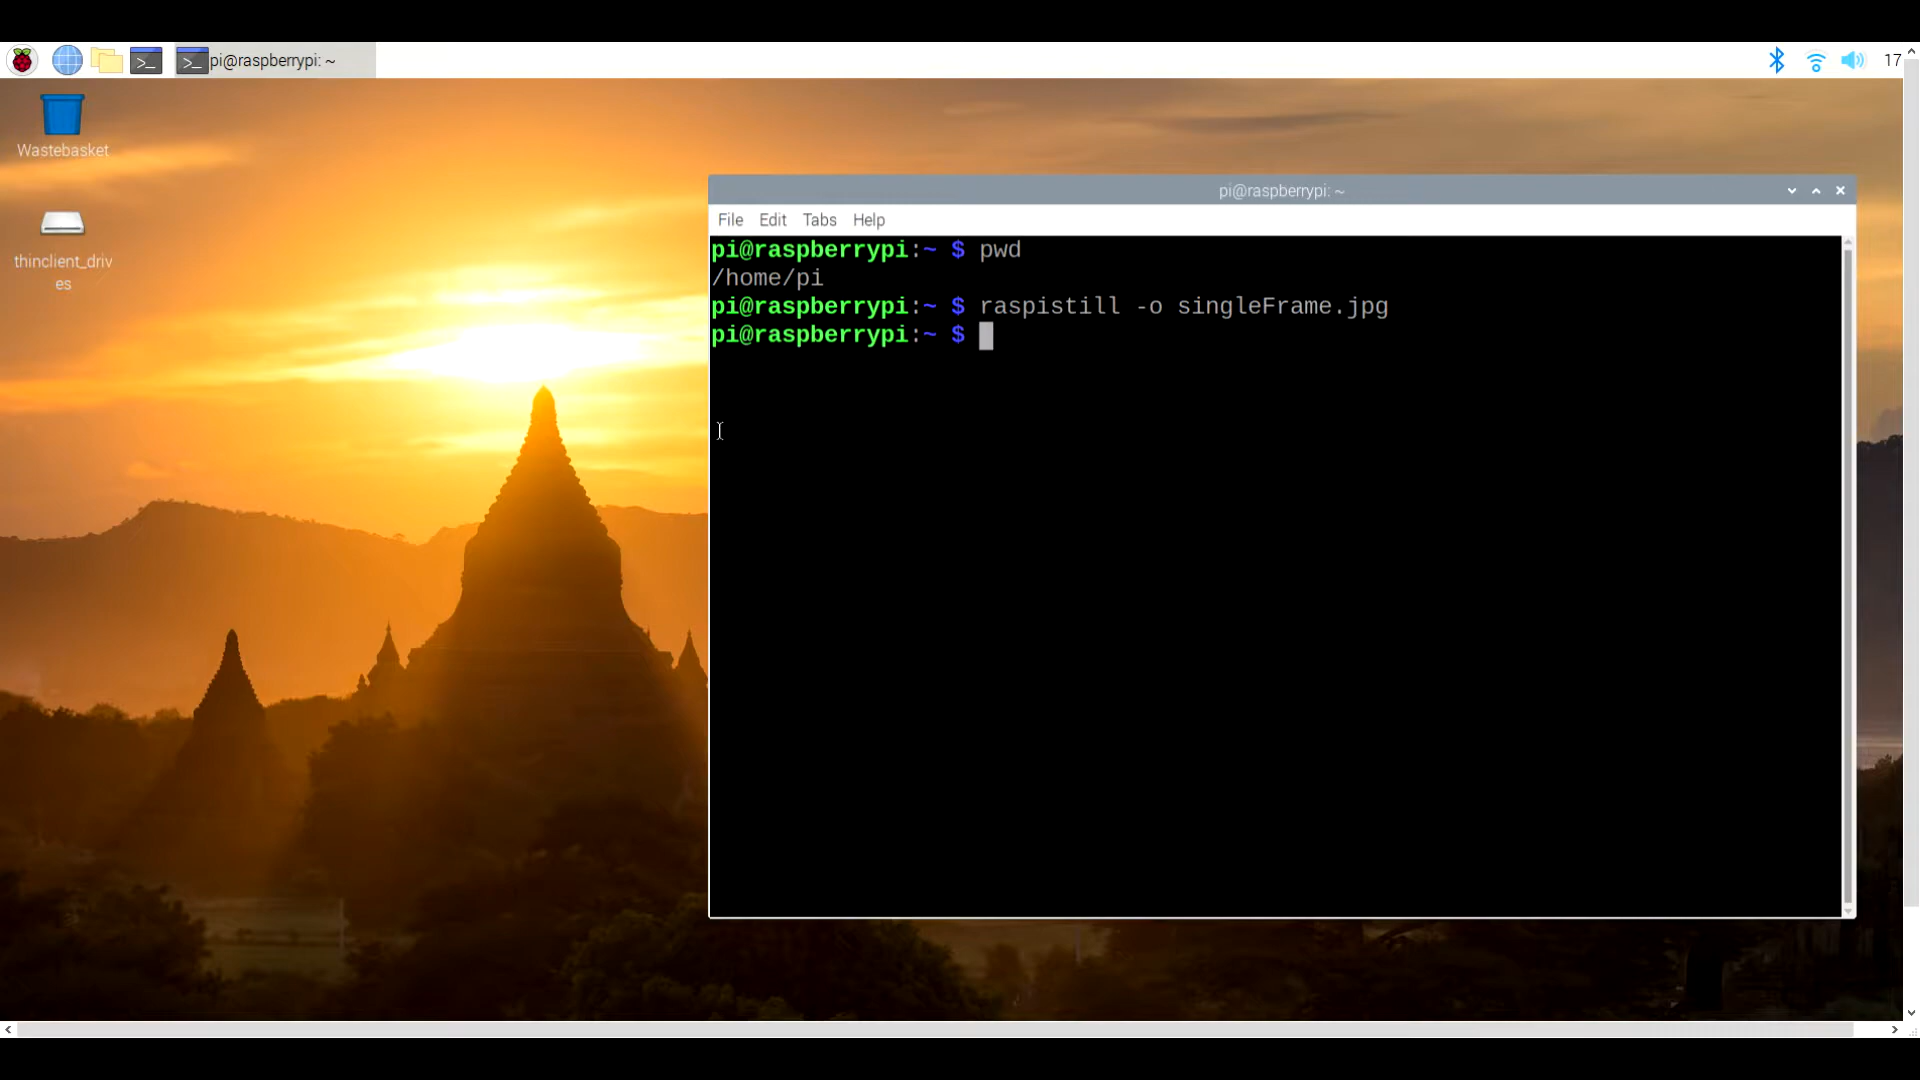 pi@raspberrypi: ~
17
Wastebasket
thinclient_driv
es
pi@raspberrypi: ~
File Edit Tabs Help
pi@raspberrypi:~ $ pwd
/home/pi
pi@raspberrypi:~ $ raspistill -o singleFrame.jpg
pi@raspberrypi:~ $